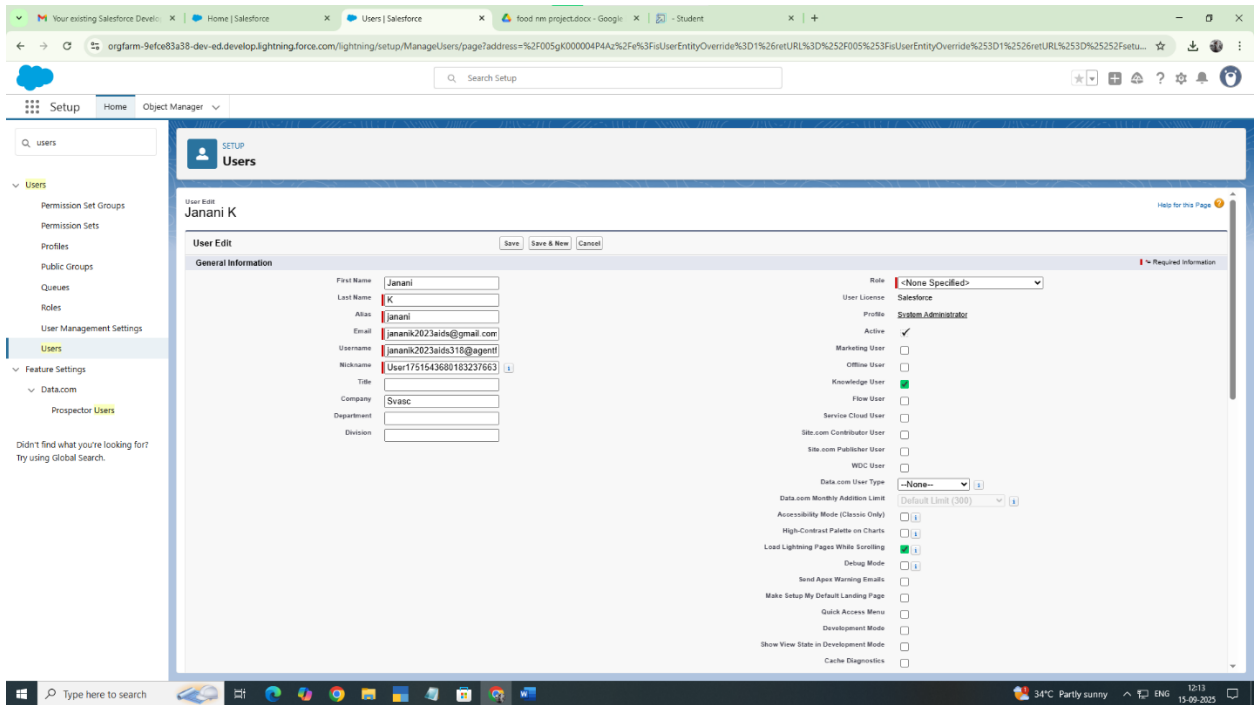 Your existing Salesforce Develo
Home | Salesforce
Users | Salesforce
food nm project.docx - Google
- Student
orgfarm-9efce83a38-dev-ed.develop.lightning.force.com/lightning/setup/ManageUsers/page?address=%2F005gK000004P4Az%2Fe%3FisUserEntityOverride%3D1%26retURL%3D%252F005%253FisUserEntityOverride%253D1%2526retURL%253D%25252Fsetu...
Search Setup
Setup
Home
Object Manager
users
Users
Permission Set Groups
Permission Sets
Profiles
Public Groups
Queues
Roles
User Management Settings
Users
Feature Settings
Data.com
Prospector Users
Didn't find what you're looking for?
Try using Global Search.
SETUP
Users
User Edit
Janani K
Help for this Page
User Edit
Save
Save & New
Cancel
General Information
= Required Information
First Name Janani
Last Name K
Alias janani
Email jananik2023aids@gmail.com
Username jananik2023aids318@agentf
Nickname User1751543680183237663
Title
Company Svasc
Department
Division
Role <None Specified>
User License Salesforce
Profile System Administrator
Active
Marketing User
Offline User
Knowledge User
Flow User
Service Cloud User
Site.com Contributor User
Site.com Publisher User
WDC User
Data.com User Type --None--
Data.com Monthly Addition Limit Default Limit (300)
Accessibility Mode (Classic Only)
High-Contrast Palette on Charts
Load Lightning Pages While Scrolling
Debug Mode
Send Apex Warning Emails
Make Setup My Default Landing Page
Quick Access Menu
Development Mode
Show View State in Development Mode
Cache Diagnostics
Type here to search
34°C Partly sunny
ENG
12:13
15-09-2025